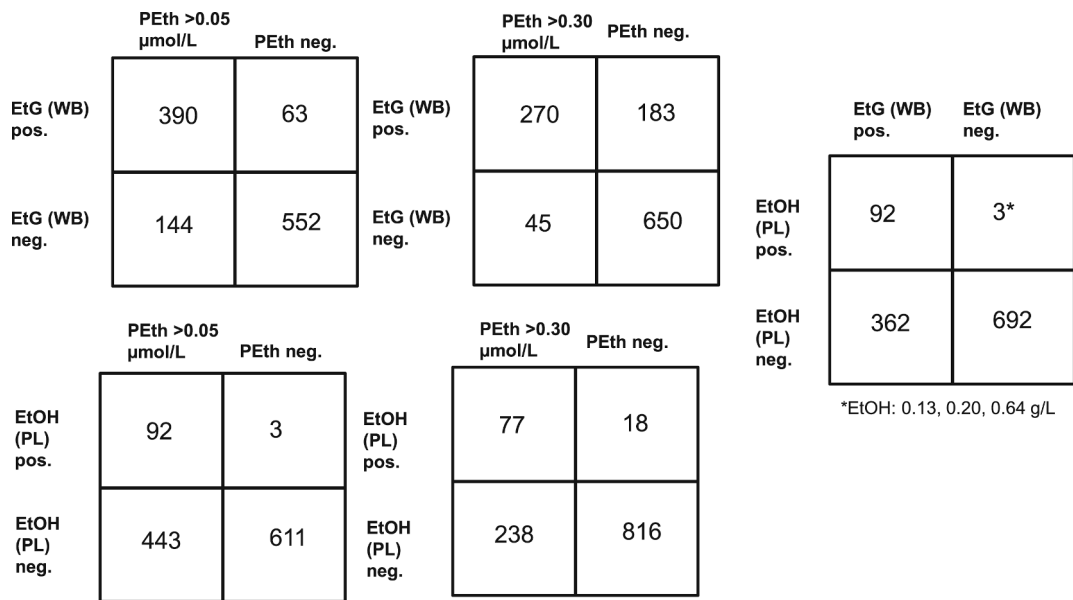 PEth >0.05
µmol/L
PEth neg.
EtG (WB)
pos.
390
63
EtG (WB)
neg.
144
552
PEth >0.30
µmol/L
PEth neg.
EtG (WB)
pos.
270
183
EtG (WB)
neg.
45
650
EtG (WB)
pos.
EtG (WB)
neg.
EtOH
(PL)
pos.
92
3*
EtOH
(PL)
neg.
362
692
*EtOH: 0.13, 0.20, 0.64 g/L
PEth >0.05
µmol/L
PEth neg.
EtOH
(PL)
pos.
92
3
EtOH
(PL)
neg.
443
611
PEth >0.30
µmol/L
PEth neg.
EtOH
(PL)
pos.
77
18
EtOH
(PL)
neg.
238
816